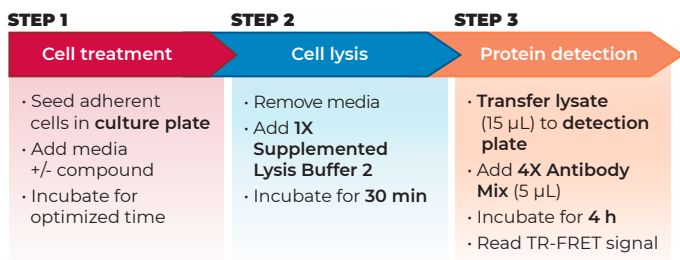 STEP 1
Cell treatment
· Seed adherent
cells in culture plate
· Add media
+/- compound
· Incubate for
optimized time
STEP 2
Cell lysis
· Remove media
· Add 1X
Supplemented
Lysis Buffer 2
· Incubate for 30 min
STEP 3
Protein detection
· Transfer lysate
(15 µL) to detection
plate
· Add 4X Antibody
Mix (5 µL)
· Incubate for 4 h
· Read TR-FRET signal